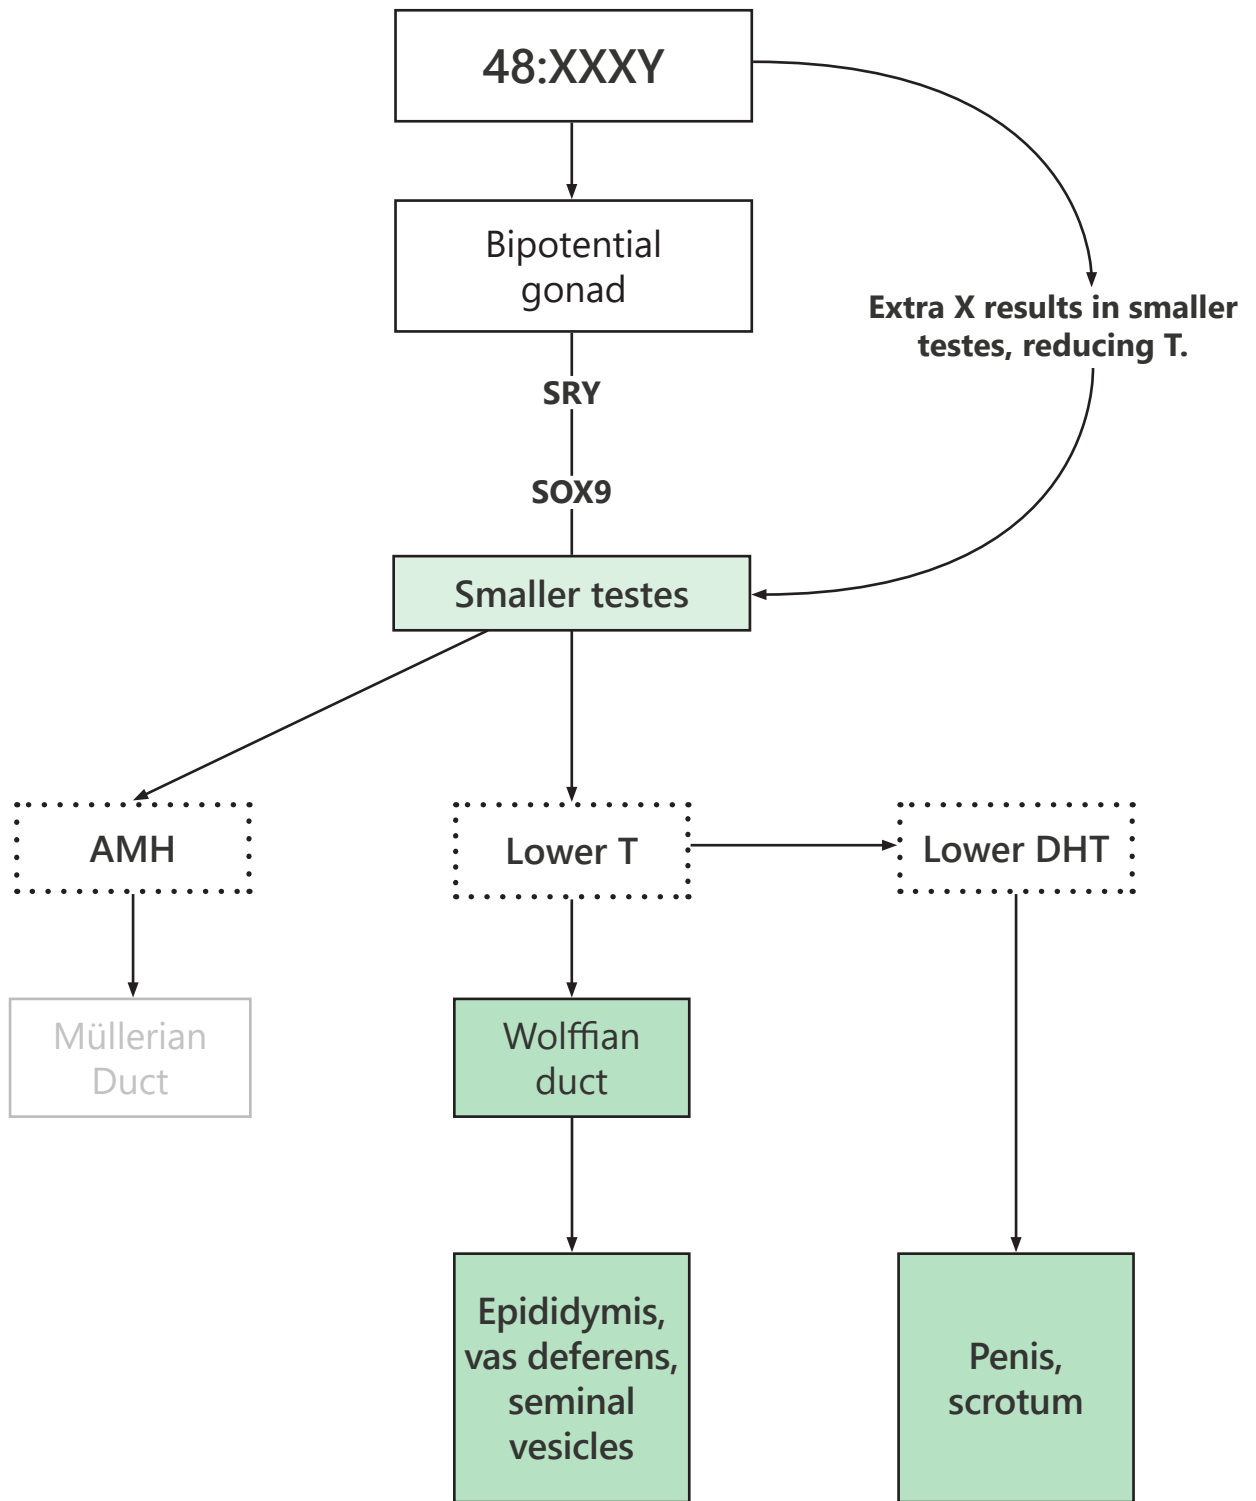 48:XXXY
Bipotential
gonad
Extra X results in smaller
testes, reducing T.
SRY
SOX9
Smaller testes
AMH
Lower T
Lower DHT
Müllerian
Duct
Wolffian
duct
Epididymis,
vas deferens,
seminal
vesicles
Penis,
scrotum